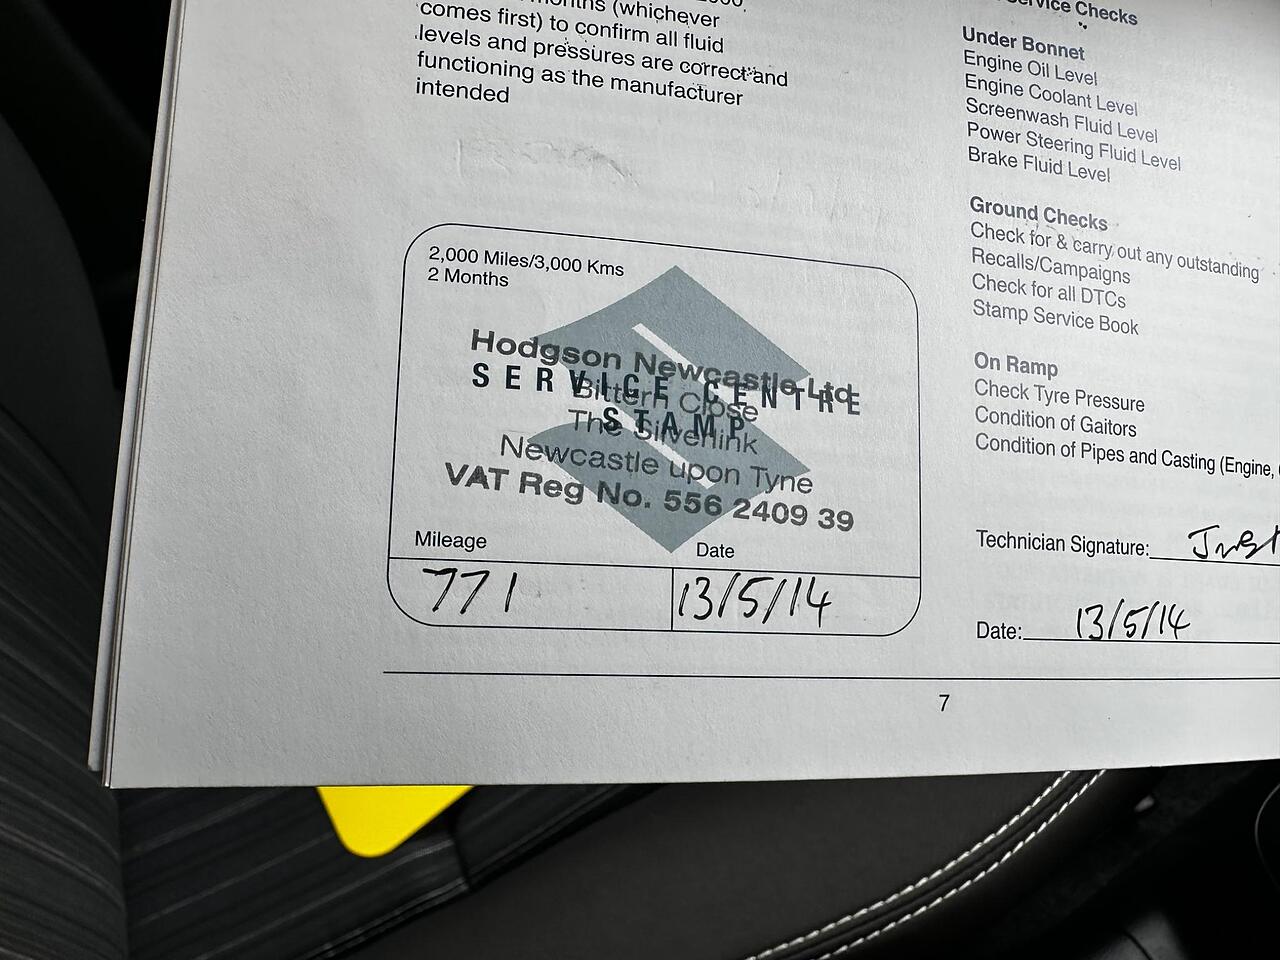 (whichever
comes first) to confirm all fluid
levels and pressures are correct and
functioning as the manufacturer
intended
2,000 Miles/3,000 Kms
2 Months
Hodgson Newcastle Ltd
SERVICE CENTRE
Bittern Close
STAMP
The Silverlink
Newcastle upon Tyne
VAT Reg No. 556 2409 39
Mileage
Date
771
13/5/14
Service Checks
Under Bonnet
Engine Oil Level
Engine Coolant Level
Screenwash Fluid Level
Power Steering Fluid Level
Brake Fluid Level
Ground Checks
Check for & carry out any outstanding
Recalls/Campaigns
Check for all DTCs
Stamp Service Book
On Ramp
Check Tyre Pressure
Condition of Gaitors
Condition of Pipes and Casting (Engine,
Technician Signature:
Date: 13/5/14
7